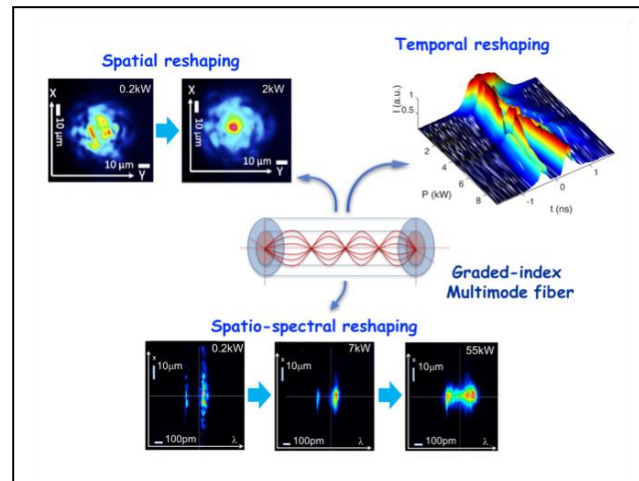 Spatial reshaping
Temporal reshaping
X
0.2kW
10 µm
10 µm
Y
X
2kW
10 µm
10 µm
Y
I (a.u.)
1
0.5
2
4
6
8
P (kW)
-1
0
1
t (ns)
Graded-index
Multimode fiber
Spatio-spectral reshaping
x
0.2kW
10µm
100pm
λ
x
7kW
10µm
100pm
λ
x
55kW
10µm
100pm
λ